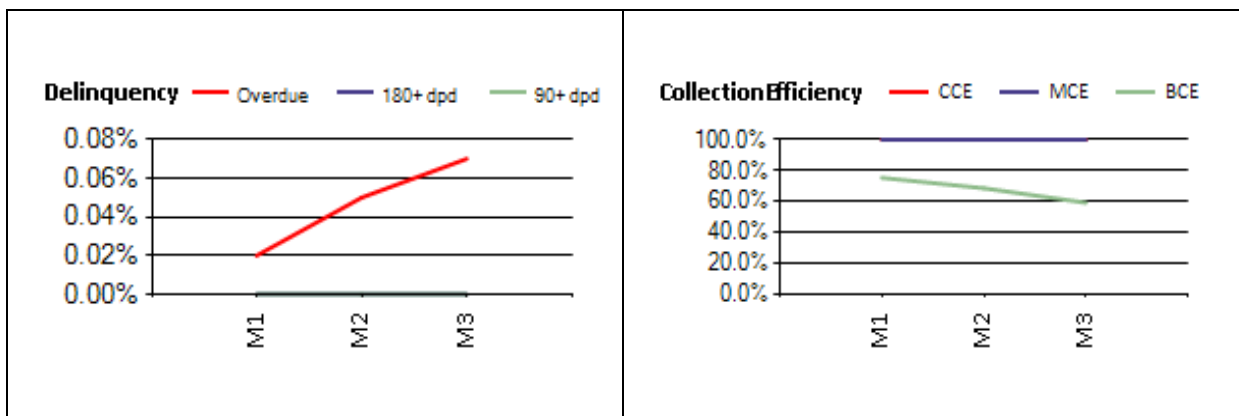 Delinquency Overdue 180+ dpd 90+ dpd
0.08%
0.06%
0.04%
0.02%
0.00%
M1 M2 M3
Collection Efficiency CCE MCE BCE
100.0%
80.0%
60.0%
40.0%
20.0%
0.0%
M1 M2 M3